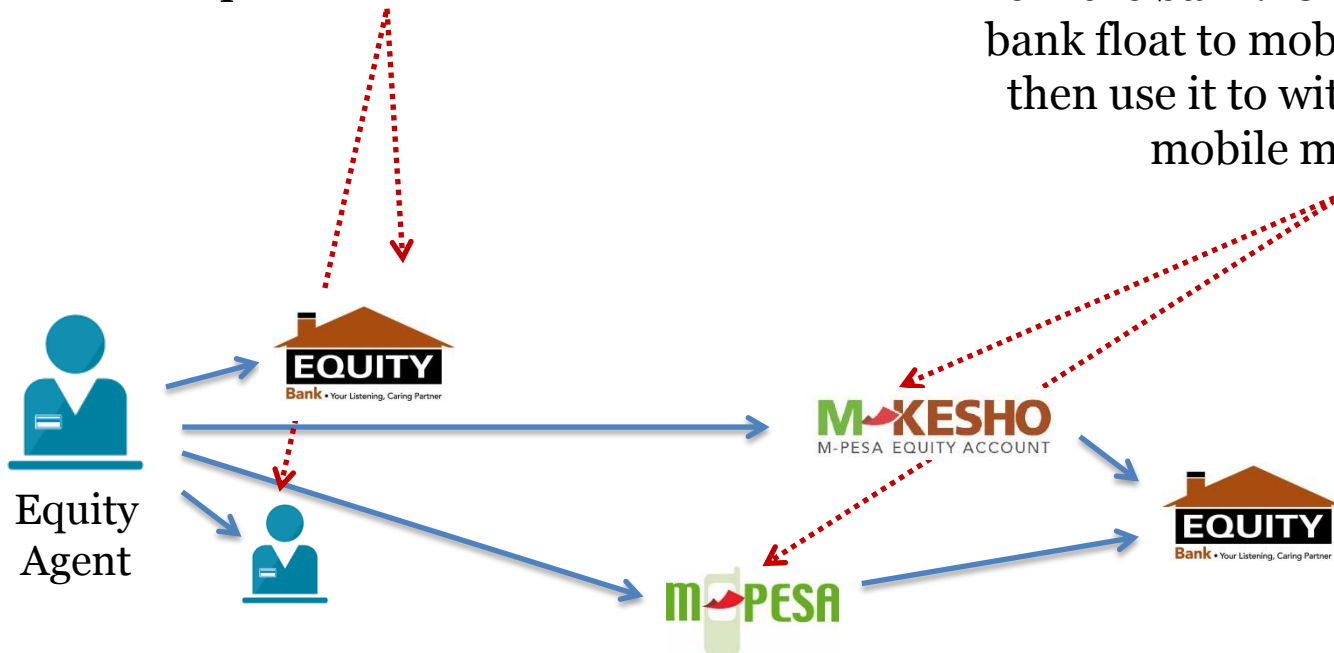 bank float to mob
then use it to wit
mobile m
EQUITY
Bank • Your Listening, Caring Partner
M-KESHO
M-PESA EQUITY ACCOUNT
Equity
Agent
EQUITY
Bank • Your Listening, Caring Partner
m-PESA